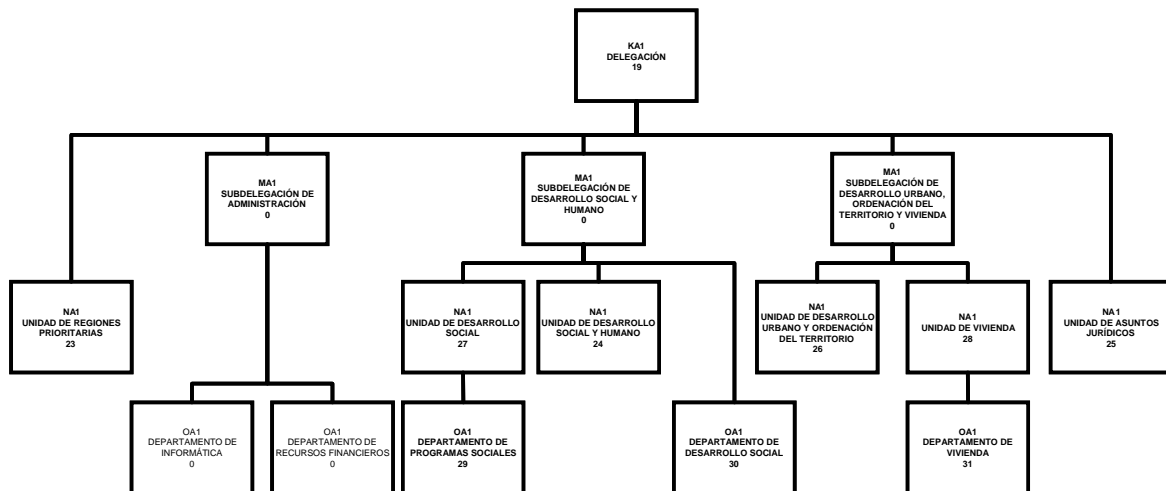 KA1
DELEGACIÓN
19
MA1
SUBDELEGACIÓN DE
ADMINISTRACIÓN
0
MA1
SUBDELEGACIÓN DE
DESARROLLO SOCIAL Y
HUMANO
0
MA1
SUBDELEGACIÓN DE
DESARROLLO URBANO,
ORDENACIÓN DEL
TERRITORIO Y VIVIENDA
0
NA1
UNIDAD DE REGIONES
PRIORITARIAS
23
NA1
UNIDAD DE DESARROLLO
SOCIAL
27
NA1
UNIDAD DE DESARROLLO
SOCIAL Y HUMANO
24
NA1
UNIDAD DE DESARROLLO
URBANO Y ORDENACIÓN
DEL TERRITORIO
26
NA1
UNIDAD DE VIVIENDA
28
NA1
UNIDAD DE ASUNTOS
JURÍDICOS
25
OA1
DEPARTAMENTO DE
INFORMÁTICA
0
OA1
DEPARTAMENTO DE
RECURSOS FINANCIEROS
0
OA1
DEPARTAMENTO DE
PROGRAMAS SOCIALES
29
OA1
DEPARTAMENTO DE
DESARROLLO SOCIAL
30
OA1
DEPARTAMENTO DE
VIVIENDA
31